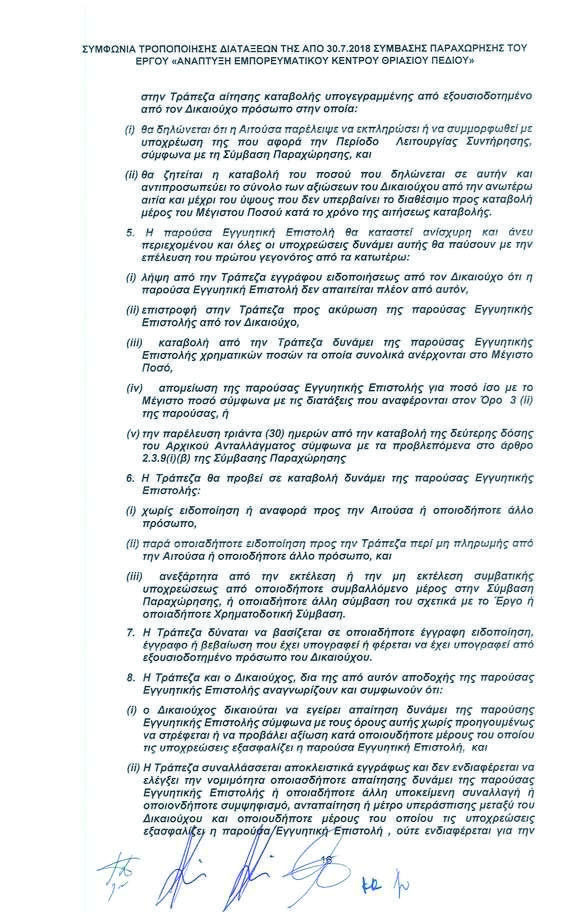 ΣΥΜΦΩΝΙΑ ΤΡΟΠΟΠΟΙΗΣΗΣ ΔΙΑΤΑΞΕΩΝ ΤΗΣ ΑΠΟ 30.7.2018 ΣΥΜΒΑΣΗΣ ΠΑΡΑΧΩΡΗΣΗΣ ΤΟΥ
ΕΡΓΟΥ «ΑΝΑΠΤΥΞΗ ΕΜΠΟΡΕΥΜΑΤΙΚΟΥ ΚΕΝΤΡΟΥ ΘΡΙΑΣΙΟΥ ΠΕΔΙΟΥ»
στην Τράπεζα αίτησης καταβολής υπογεγραμμένης από εξουσιοδοτημένο
από τον Δικαιούχο πρόσωπο στην οποία:
(i) θα δηλώνεται ότι η Αιτούσα παρέλειψε να εκπληρώσει ή να συμμορφωθεί με
υποχρέωση της που αφορά την Περίοδο Λειτουργίας Συντήρησης,
σύμφωνα με τη Σύμβαση Παραχώρησης, και
(ii) θα ζητείται η καταβολή του ποσού που δηλώνεται σε αυτήν και
αντιπροσωπεύει το σύνολο των αξιώσεων του Δικαιούχου από την ανωτέρω
αιτία και μέχρι του ύψους που δεν υπερβαίνει το διαθέσιμο προς καταβολή
μέρος του Μέγιστου Ποσού κατά το χρόνο της αιτήσεως καταβολής.
5. Η παρούσα Εγγυητική Επιστολή θα καταστεί ανίσχυρη και άνευ
περιεχομένου και όλες οι υποχρεώσεις δυνάμει αυτής θα παύσουν με την
επέλευση του πρώτου γεγονότος από τα κατωτέρω:
(i) λήψη από την Τράπεζα εγγράφου ειδοποιήσεως από τον Δικαιούχο ότι η
παρούσα Εγγυητική Επιστολή δεν απαιτείται πλέον από αυτόν,
(ii) επιστροφή στην Τράπεζα προς ακύρωση της παρούσας Εγγυητικής
Επιστολής από τον Δικαιούχο,
(iii) καταβολή από την Τράπεζα δυνάμει της παρούσας Εγγυητικής
Επιστολής χρηματικών ποσών τα οποία συνολικά ανέρχονται στο Μέγιστο
Ποσό,
(iv) απομείωση της παρούσας Εγγυητικής Επιστολής για ποσό ίσο με το
Μέγιστο ποσό σύμφωνα με τις διατάξεις που αναφέρονται στον Όρο 3 (ii)
της παρούσας, ή
(v) την παρέλευση τριάντα (30) ημερών από την καταβολή της δεύτερης δόσης
του Αρχικού Ανταλλάγματος σύμφωνα με τα προβλεπόμενα στο άρθρο
2.3.9(i)(β) της Σύμβασης Παραχώρησης
6. Η Τράπεζα θα προβεί σε καταβολή δυνάμει της παρούσας Εγγυητικής
Επιστολής:
(i) χωρίς ειδοποίηση ή αναφορά προς την Αιτούσα ή οποιοδήποτε άλλο
πρόσωπο,
(ii) παρά οποιαδήποτε ειδοποίηση προς την Τράπεζα περί μη πληρωμής από
την Αιτούσα ή οποιοδήποτε άλλο πρόσωπο, και
(iii) ανεξάρτητα από την εκτέλεση ή την μη εκτέλεση συμβατικής
υποχρεώσεως από οποιοδήποτε συμβαλλόμενο μέρος στην Σύμβαση
Παραχώρησης, ή οποιαδήποτε άλλη σύμβαση του σχετικά με το Έργο ή
οποιαδήποτε Χρηματοδοτική Σύμβαση.
7. Η Τράπεζα δύναται να βασίζεται σε οποιαδήποτε έγγραφη ειδοποίηση,
έγγραφο ή βεβαίωση που έχει υπογραφεί ή φέρεται να έχει υπογραφεί από
εξουσιοδοτημένο πρόσωπο του Δικαιούχου.
8. Η Τράπεζα και ο Δικαιούχος, δια της από αυτόν αποδοχής της παρούσας
Εγγυητικής Επιστολής αναγνωρίζουν και συμφωνούν ότι:
(i) ο Δικαιούχος δικαιούται να εγείρει απαίτηση δυνάμει της παρούσης
Εγγυητικής Επιστολής σύμφωνα με τους όρους αυτής χωρίς προηγουμένως
να στρέφεται ή να προβάλει αξίωση κατά οποιουδήποτε μέρους του οποίου
τις υποχρεώσεις εξασφαλίζει η παρούσα Εγγυητική Επιστολή, και
(ii) Η Τράπεζα συναλλάσσεται αποκλειστικά εγγράφως και δεν ενδιαφέρεται να
ελέγξει την νομιμότητα οποιασδήποτε απαίτησης δυνάμει της παρούσας
Εγγυητικής Επιστολής ή οποιαδήποτε άλλη υποκείμενη συναλλαγή ή
οποιονδήποτε συμψηφισμό, ανταπαίτηση ή μέτρο υπεράσπισης μεταξύ του
Δικαιούχου και οποιουδήποτε μέρους του οποίου τις υποχρεώσεις
εξασφαλίζει η παρούσα Εγγυητική Επιστολή , ούτε ενδιαφέρεται για την
16